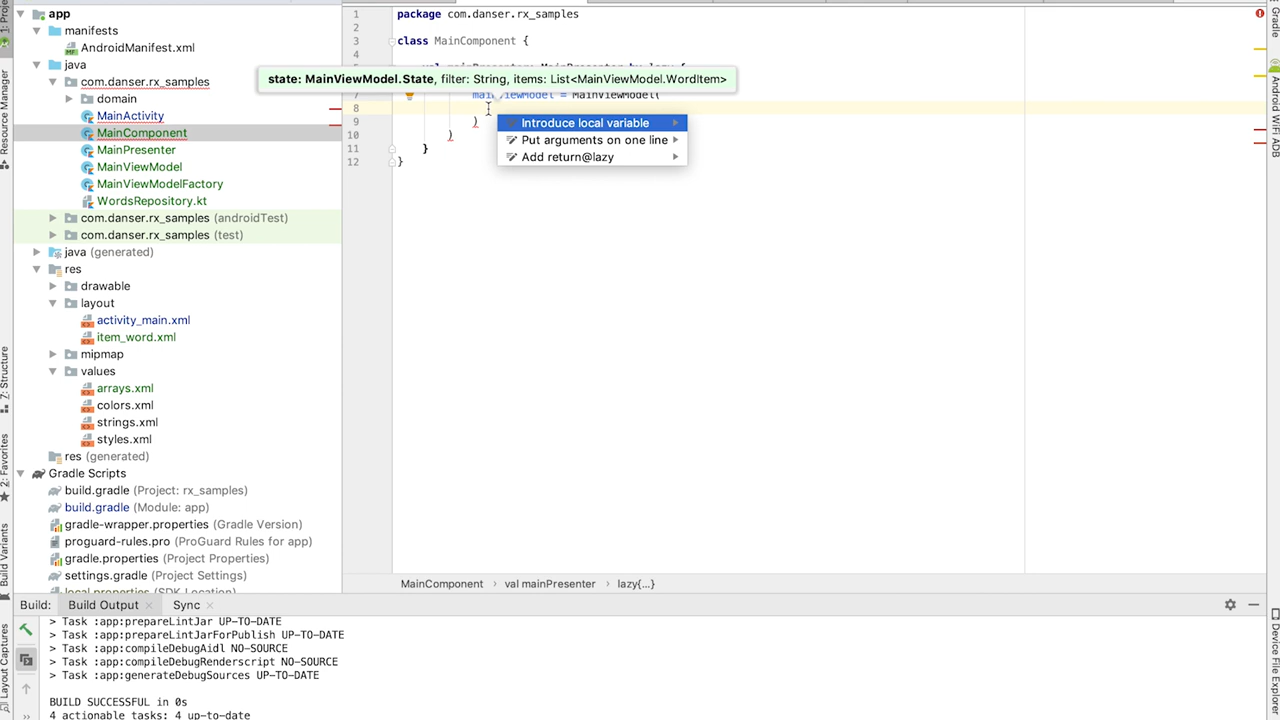 app
manifests
AndroidManifest.xml
java
com.danser.rx_samples
domain
MainActivity
MainComponent
MainPresenter
MainViewModel
MainViewModelFactory
WordsRepository.kt
com.danser.rx_samples (androidTest)
com.danser.rx_samples (test)
java (generated)
res
drawable
layout
activity_main.xml
item_word.xml
mipmap
values
arrays.xml
colors.xml
strings.xml
styles.xml
res (generated)
Gradle Scripts
build.gradle (Project: rx_samples)
build.gradle (Module: app)
gradle-wrapper.properties (Gradle Version)
proguard-rules.pro (ProGuard Rules for app)
gradle.properties (Project Properties)
settings.gradle (Project Settings)
local.properties (SDK Location)
Resource Manager
7: Structure
2: Favorites
Build Variants
Layout Captures
1 package com.danser.rx_samples
2
3 class MainComponent {
4
state: MainViewModel.State, filter: String, items: List<MainViewModel.WordItem>
7 mainViewModel = MainViewModel(
8
9 )
10 )
11 }
12 }
Introduce local variable
Put arguments on one line
Add return@lazy
MainComponent › val mainPresenter › lazy{...}
Gradle
Android WiFi ADB
Device File Explorer
Build: Build Output × Sync ×
> Task :app:prepareLintJar UP-TO-DATE
> Task :app:prepareLintJarForPublish UP-TO-DATE
> Task :app:compileDebugAidl NO-SOURCE
> Task :app:compileDebugRenderscript NO-SOURCE
> Task :app:generateDebugSources UP-TO-DATE
BUILD SUCCESSFUL in 0s
4 actionable tasks: 4 up-to-date